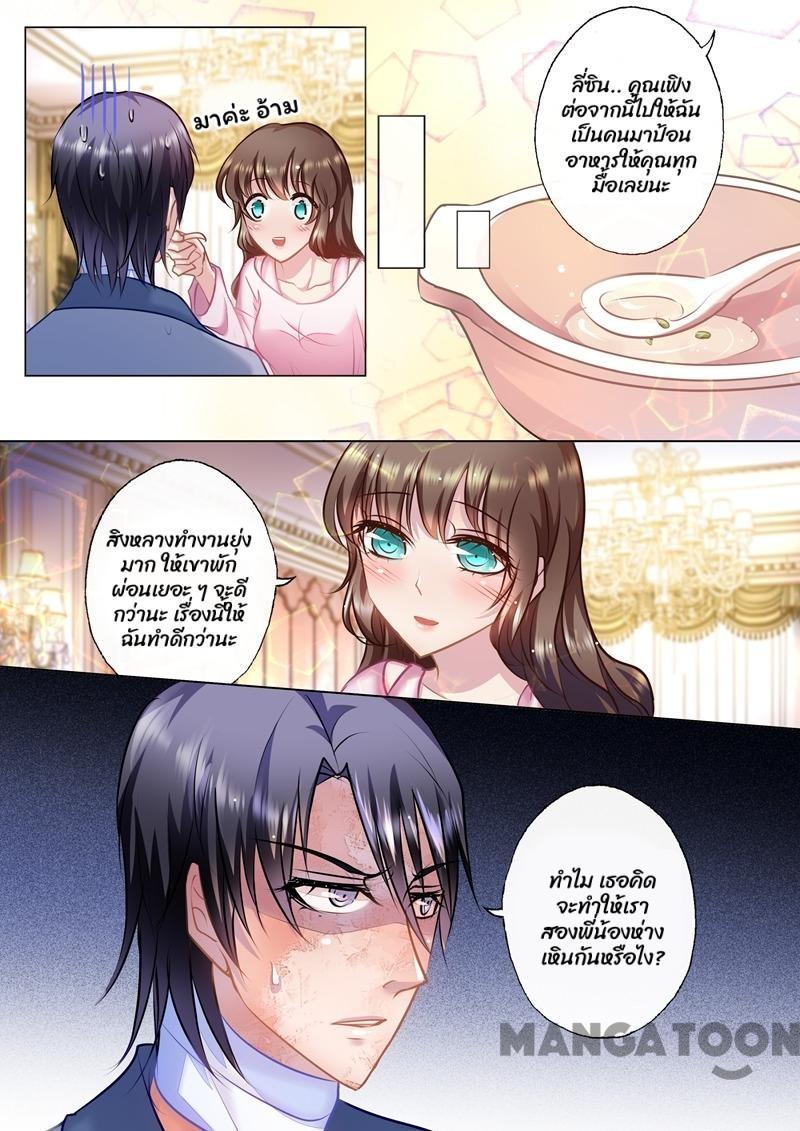 มาค่ะ อ้าม
ลี่ซิน.. คุณเฟิง
ต่อจากนี้ไปให้ฉัน
เป็นคนมาป้อน
อาหารให้คุณทุก
มื้อเลยนะ
สิงหลางทำงานยุ่ง
มาก ให้เขาพัก
ผ่อนเยอะ ๆ จะดี
กว่านะ เรื่องนี้ให้
ฉันทำดีกว่านะ
ทำไม เธอคิด
จะทำให้เรา
สองพี่น้องห่าง
เหินกันหรือไง?
MANGATOON